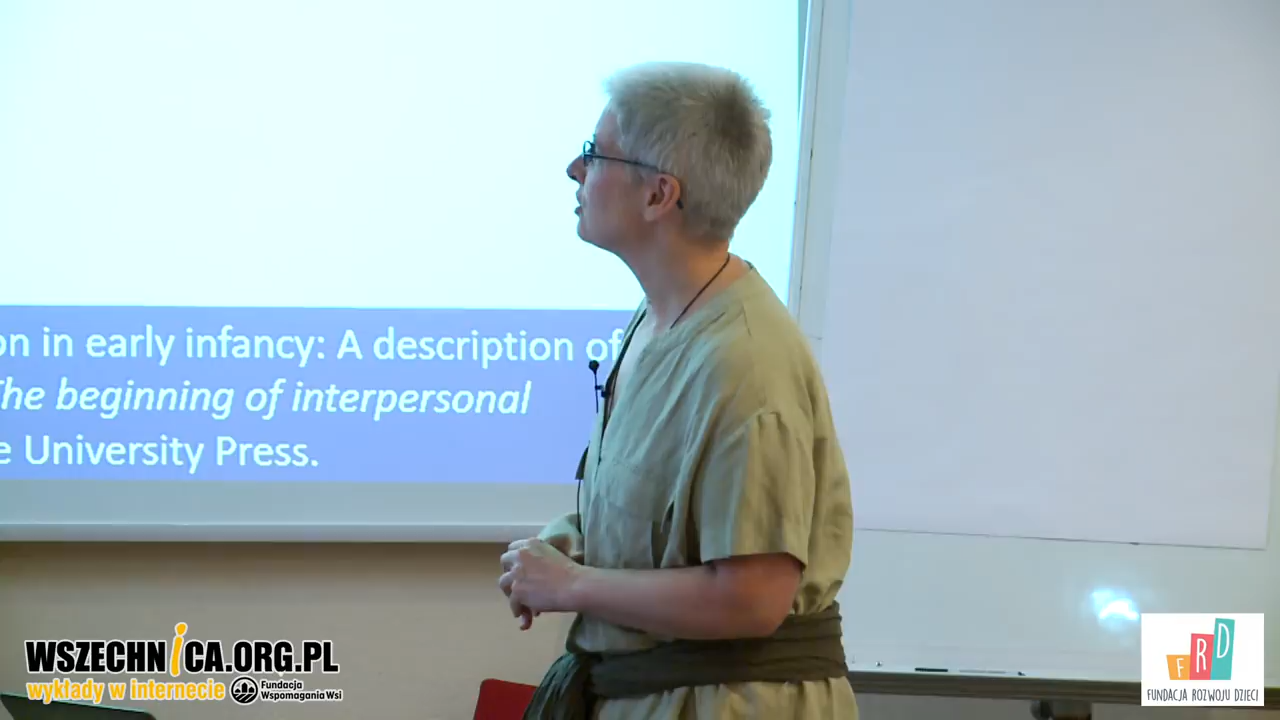 on in early infancy: A description of
The beginning of interpersonal
e University Press.
WSZECHNICA.ORG.PL
wykłady w internecie
Fundacja
Wspomagania Wsi
FRD
FUNDACJA ROZWOJU DZIECI